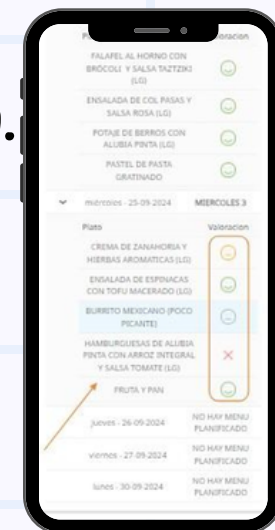 FALAFEL AL HORNO CON
BRÓCOLI Y SALSA TAZTZIKI
(LG)
ENSALADA DE COL PASAS Y
SALSA ROSA (LG)
POTAJE DE BERROS CON
ALUBIA PINTA (LG)
PASTEL DE PASTA
GRATINADO
miércoles - 25-09-2024 MIERCOLES 3
Plato Valoracion
CREMA DE ZANAHORIA Y
HIERBAS AROMATICAS (LG)
ENSALADA DE ESPINACAS
CON TOFU MACERADO (LG)
BURRITO MEXICANO (POCO
PICANTE)
HAMBURGUESAS DE ALUBIA
PINTA CON ARROZ INTEGRAL
Y SALSA TOMATE (LG)
FRUTA Y PAN
jueves - 26-09-2024 NO HAY MENU
PLANIFICADO
viernes - 27-09-2024 NO HAY MENU
PLANIFICADO
lunes - 30-09-2024 NO HAY MENU
PLANIFICADO